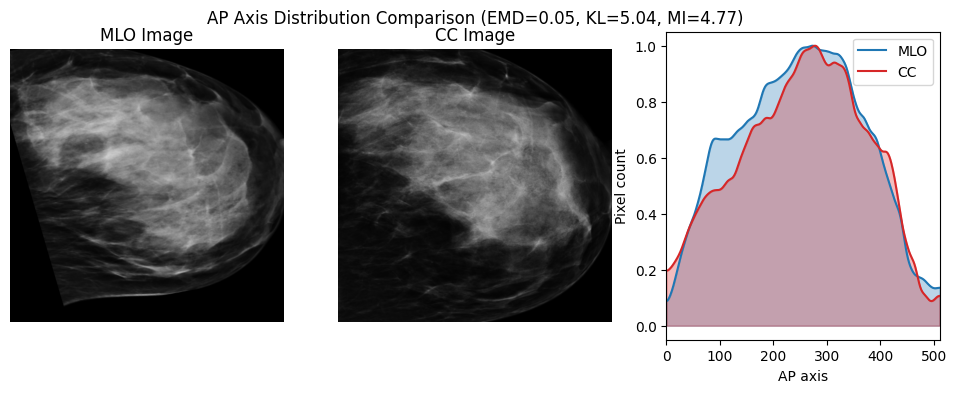 AP Axis Distribution Comparison (EMD=0.05, KL=5.04, MI=4.77)
MLO Image
CC Image
MLO
CC
Pixel count
1.0
0.8
0.6
0.4
0.2
0.0
0 100 200 300 400 500
AP axis